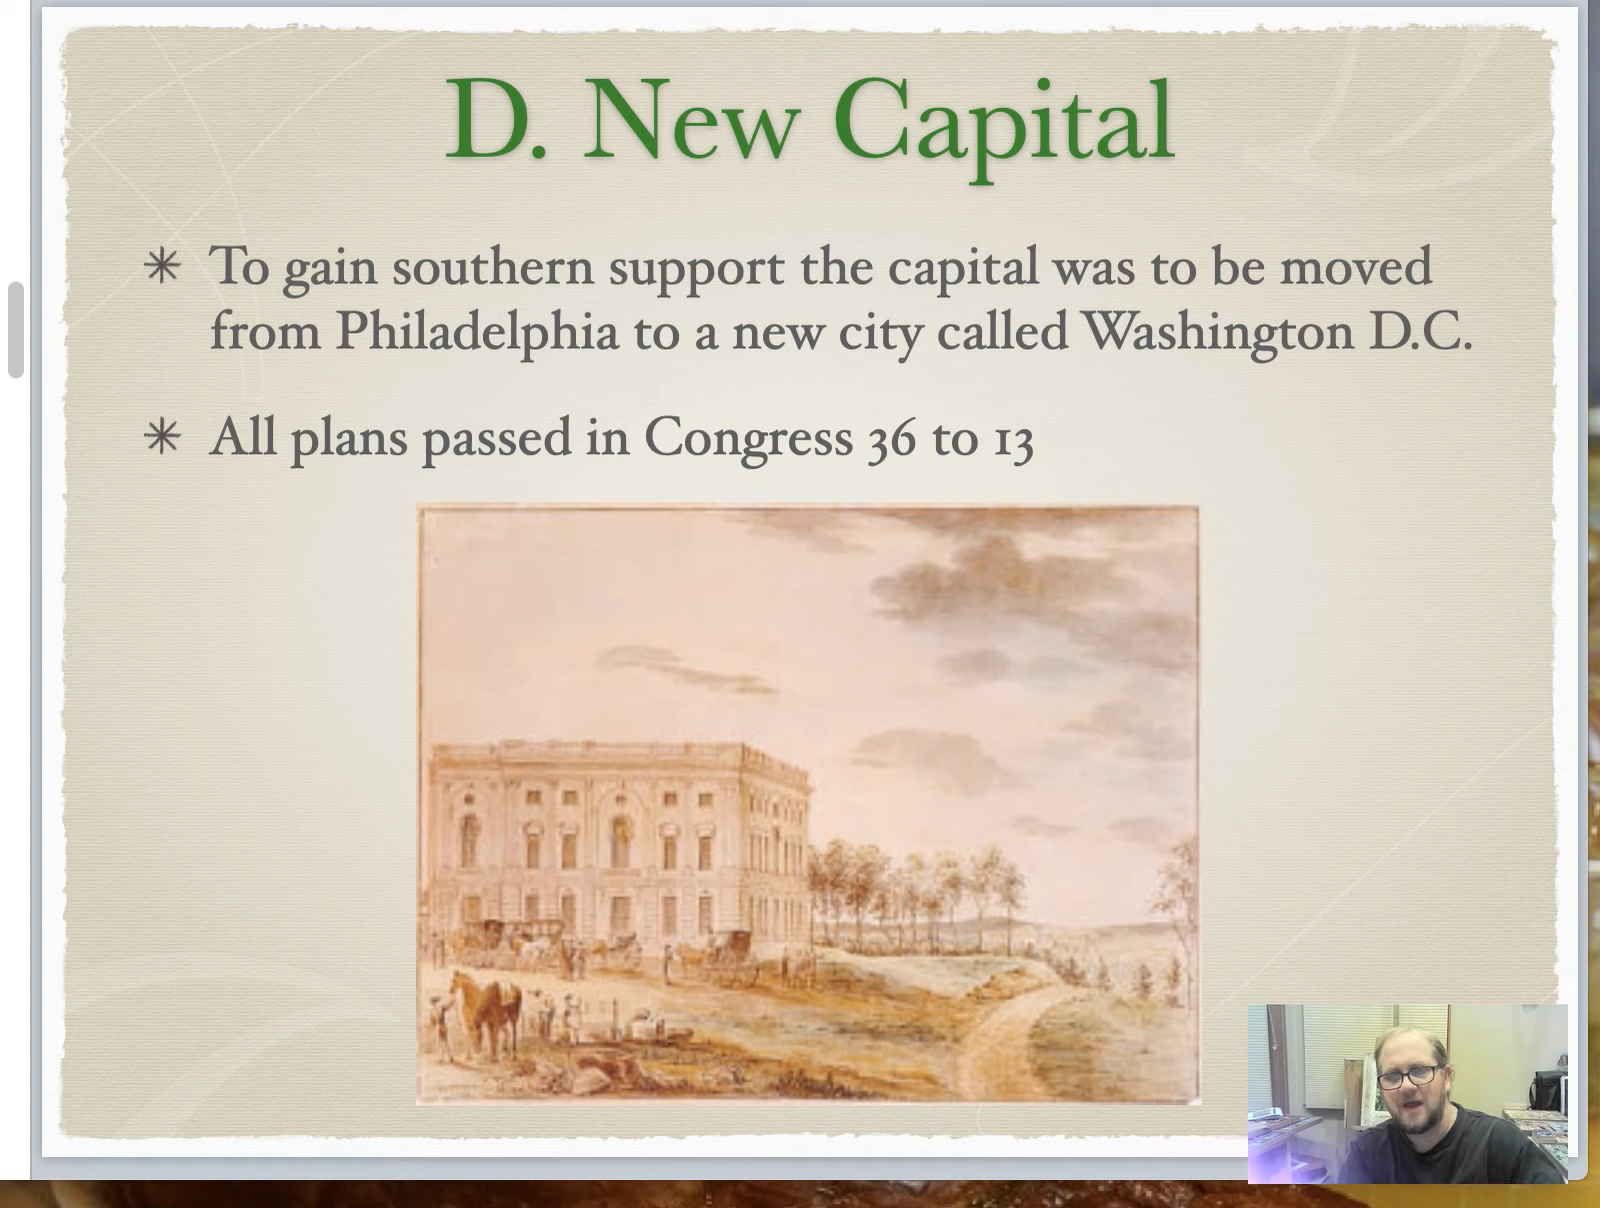 D. New Capital
To gain southern support the capital was to be moved
from Philadelphia to a new city called Washington D.C.
All plans passed in Congress 36 to 13